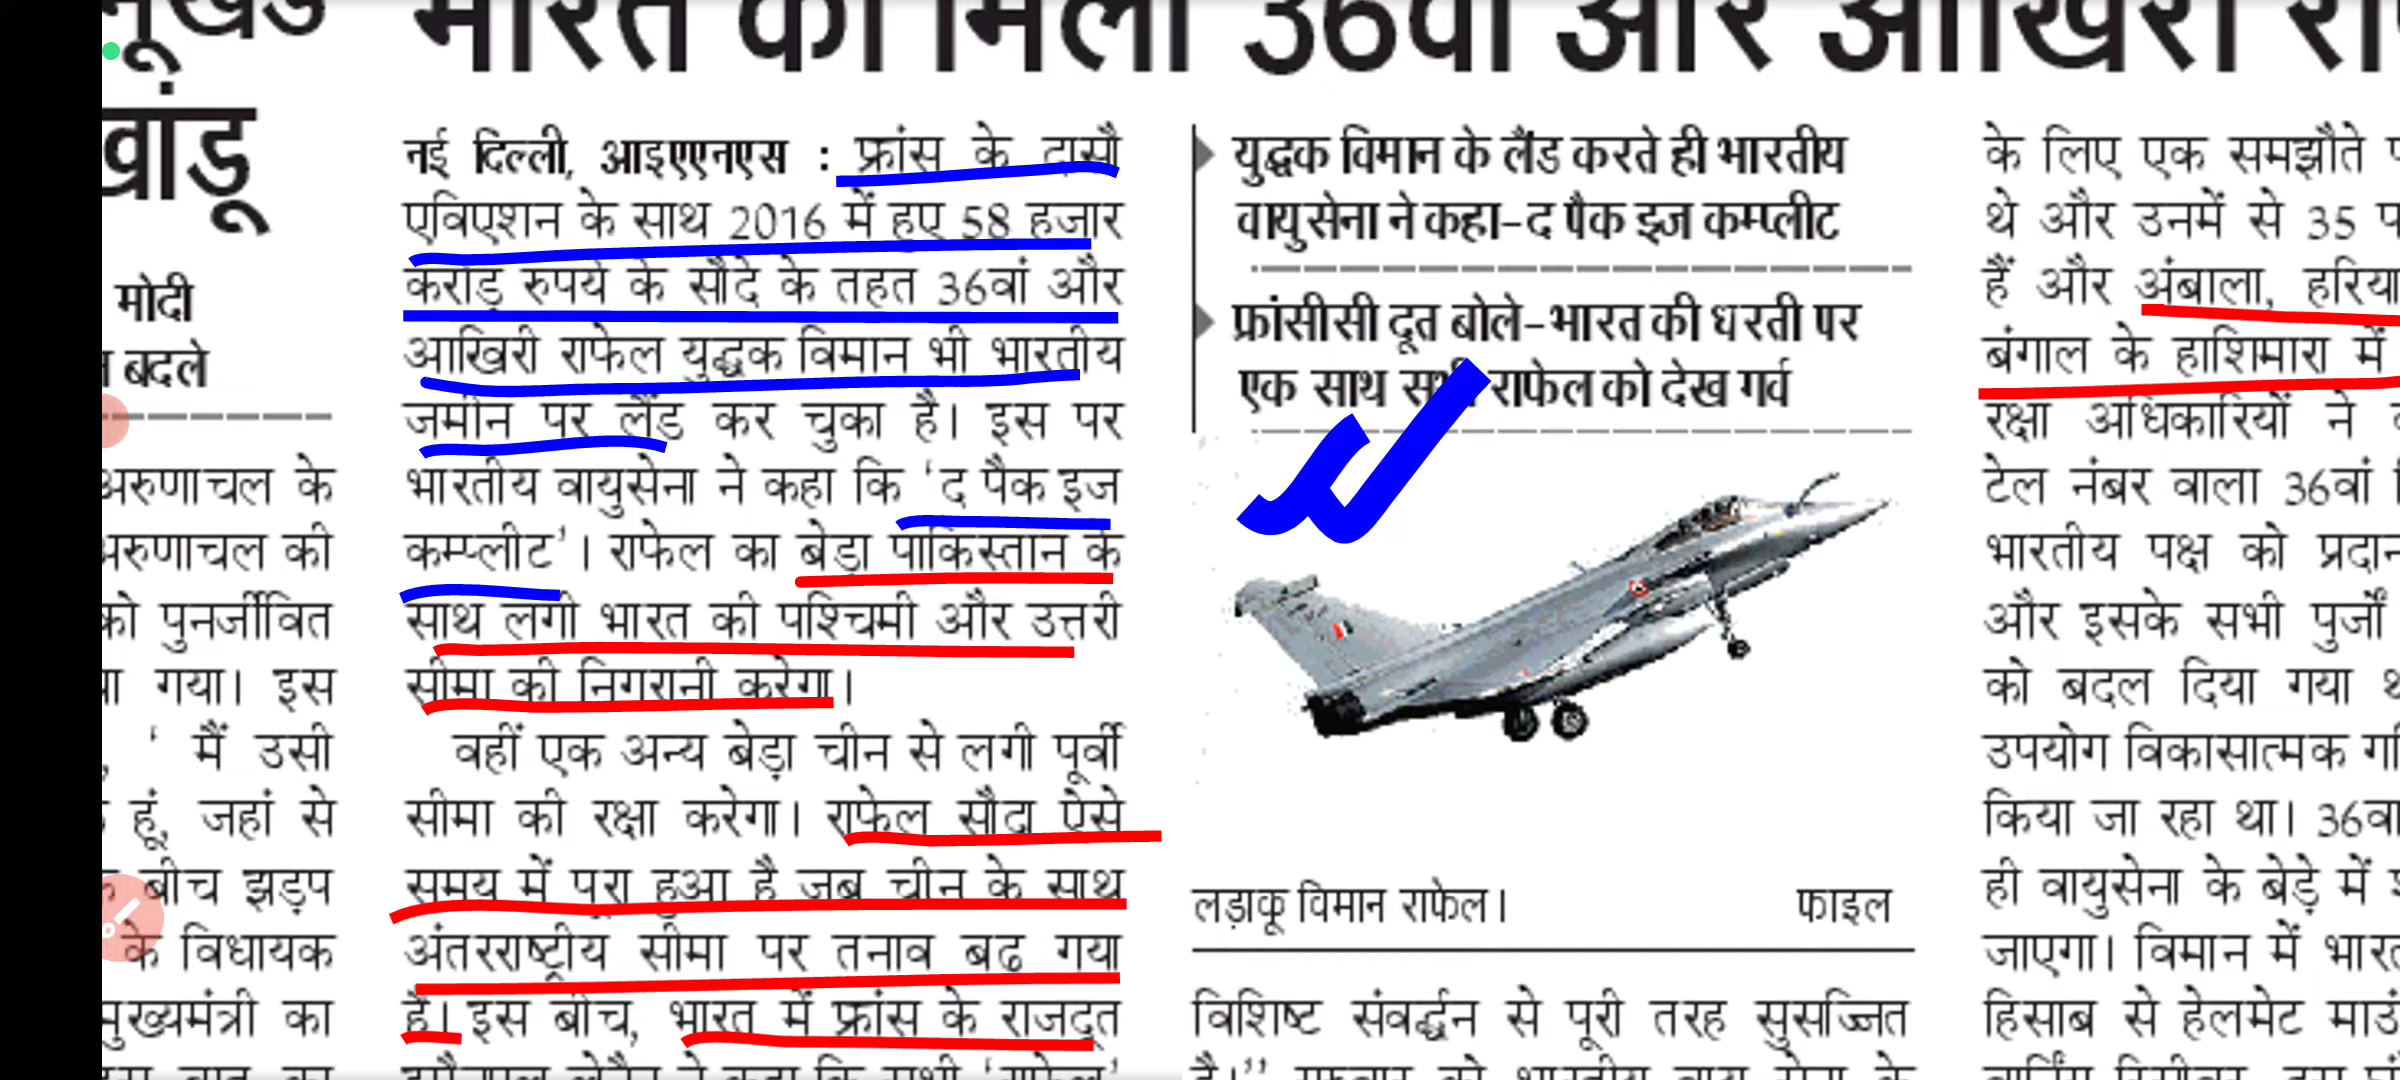 भारत को मिला 36वां और आखिरी
खांडू
मोदी
बदले
अरुणाचल के
अरुणाचल की
को पुनर्जीवित
गया। इस
' मैं उसी
हूं, जहां से
बीच झड़प
के विधायक
मुख्यमंत्री का
नई दिल्ली, आइएएनएस : फ्रांस के दासौ
एविएशन के साथ 2016 में हुए 58 हजार
करोड़ रुपये के सौदे के तहत 36वां और
आखिरी राफेल युद्धक विमान भी भारतीय
जमीन पर लैंड कर चुका है। इस पर
भारतीय वायुसेना ने कहा कि 'द पैक इज
कम्प्लीट'। राफेल का बेड़ा पाकिस्तान के
साथ लगी भारत की पश्चिमी और उत्तरी
सीमा की निगरानी करेगा।
वहीं एक अन्य बेड़ा चीन से लगी पूर्वी
सीमा की रक्षा करेगा। राफेल सौदा ऐसे
समय में पूरा हुआ है जब चीन के साथ
अंतरराष्ट्रीय सीमा पर तनाव बढ़ गया
है। इस बीच, भारत में फ्रांस के राजदूत
युद्धक विमान के लैंड करते ही भारतीय
वायुसेना ने कहा-द पैक इज कम्प्लीट
फ्रांसीसी दूत बोले-भारत की धरती पर
एक साथ सभी राफेल को देख गर्व
लड़ाकू विमान राफेल। फाइल
विशिष्ट संवर्द्धन से पूरी तरह सुसज्जित
के लिए एक समझौते
थे और उनमें से 35
हैं और अंबाला,
बंगाल के हाशिमारा में
रक्षा अधिकारियों ने
टेल नंबर वाला 36वां
भारतीय पक्ष को
और इसके सभी पुर्जों
को बदल दिया गया
उपयोग विकासात्मक
किया जा रहा था।
ही वायुसेना के बेड़े में
जाएगा। विमान में
हिसाब से हेलमेट